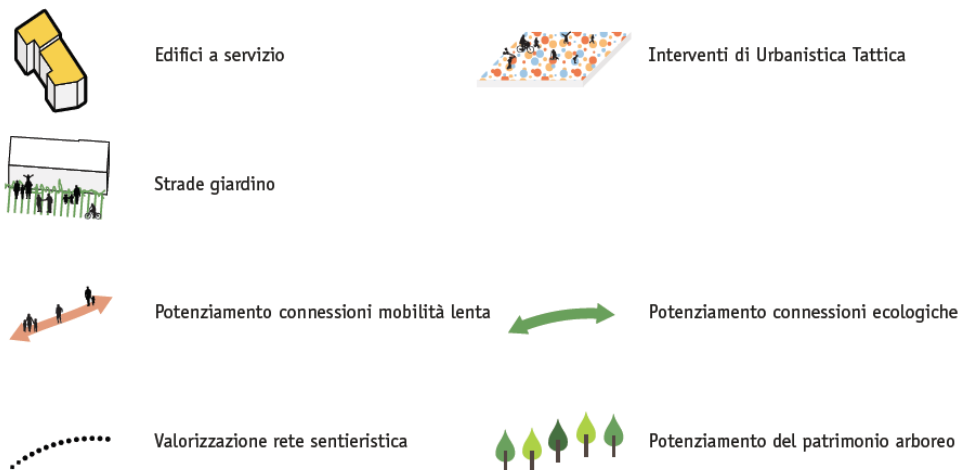 Edifici a servizio
Interventi di Urbanistica Tattica
Strade giardino
Potenziamento connessioni mobilità lenta
Potenziamento connessioni ecologiche
Valorizzazione rete sentieristica
Potenziamento del patrimonio arboreo